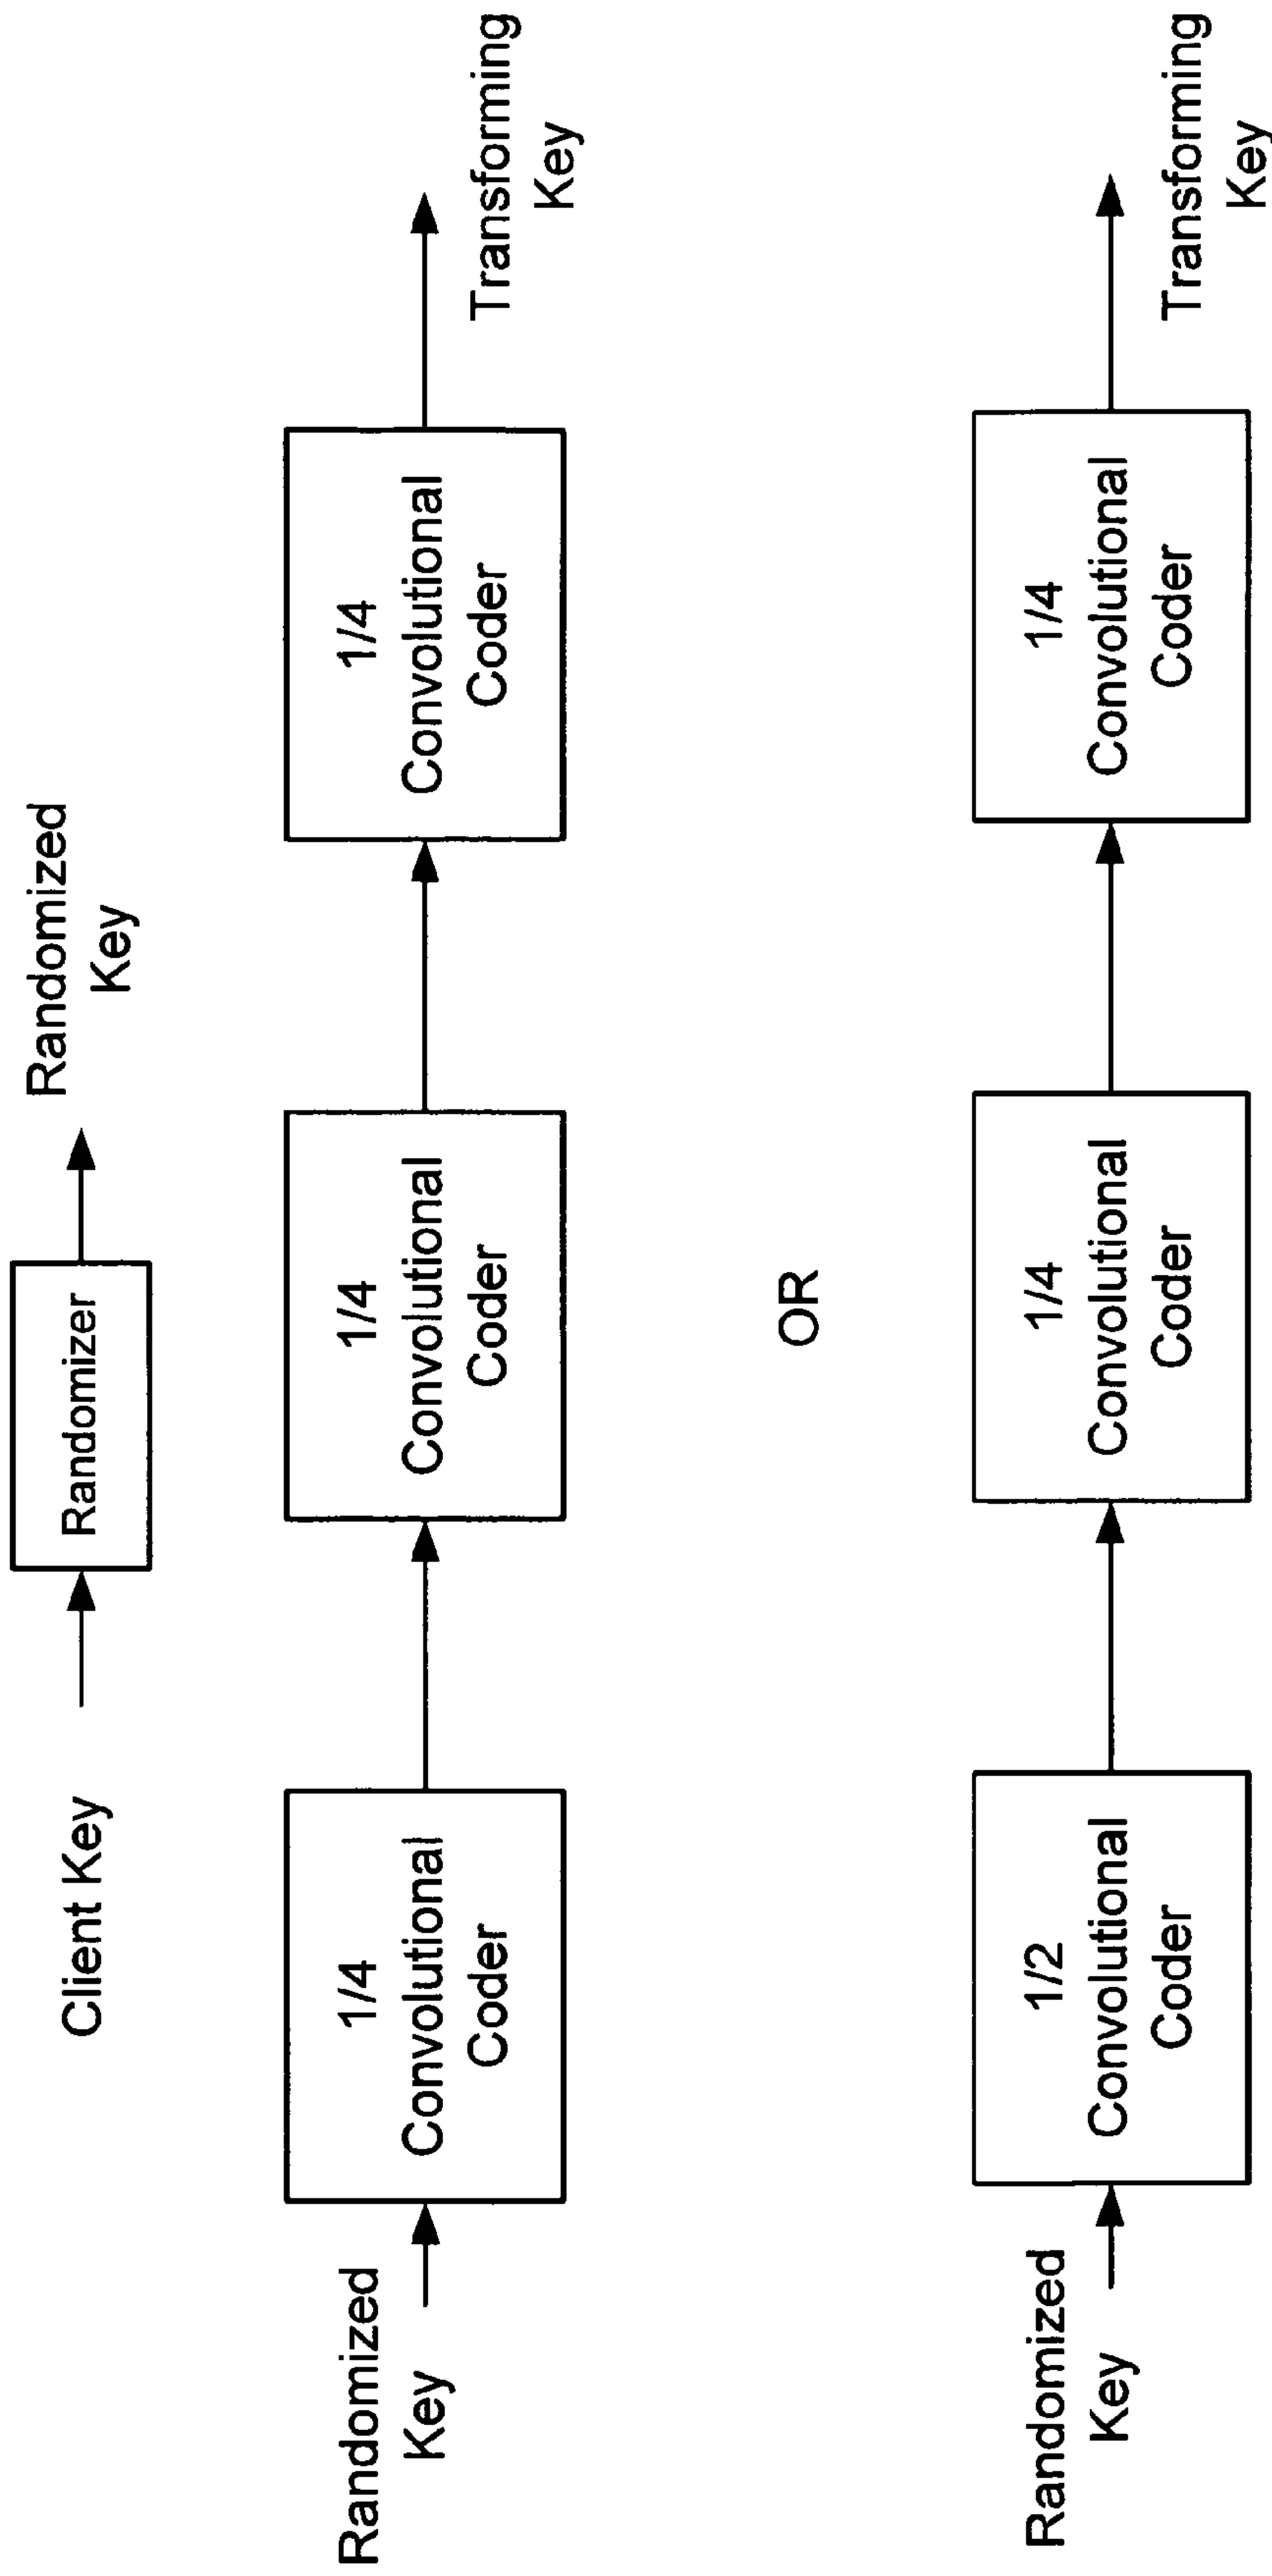 Client Key
Randomizer
Randomized
Key
Randomized
Key
1/4
Convolutional
Coder
1/4
Convolutional
Coder
1/4
Convolutional
Coder
Transforming
Key
OR
Randomized
Key
1/2
Convolutional
Coder
1/4
Convolutional
Coder
1/4
Convolutional
Coder
Transforming
Key